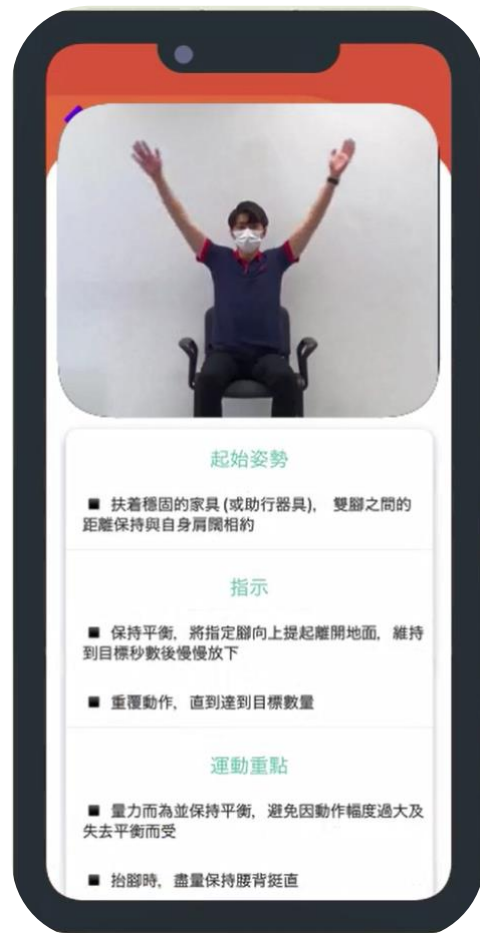 起始姿勢
■ 扶着穩固的家具 (或助行器具)， 雙腳之間的
距離保持與自身肩闊相約
指示
■ 保持平衡，將指定腳向上提起離開地面，維持
到目標秒數後慢慢放下
■ 重覆動作，直到達到目標數量
運動重點
■ 量力而為並保持平衡，避免因動作幅度過大及
失去平衡而受
■ 抬腳時，盡量保持腰背挺直